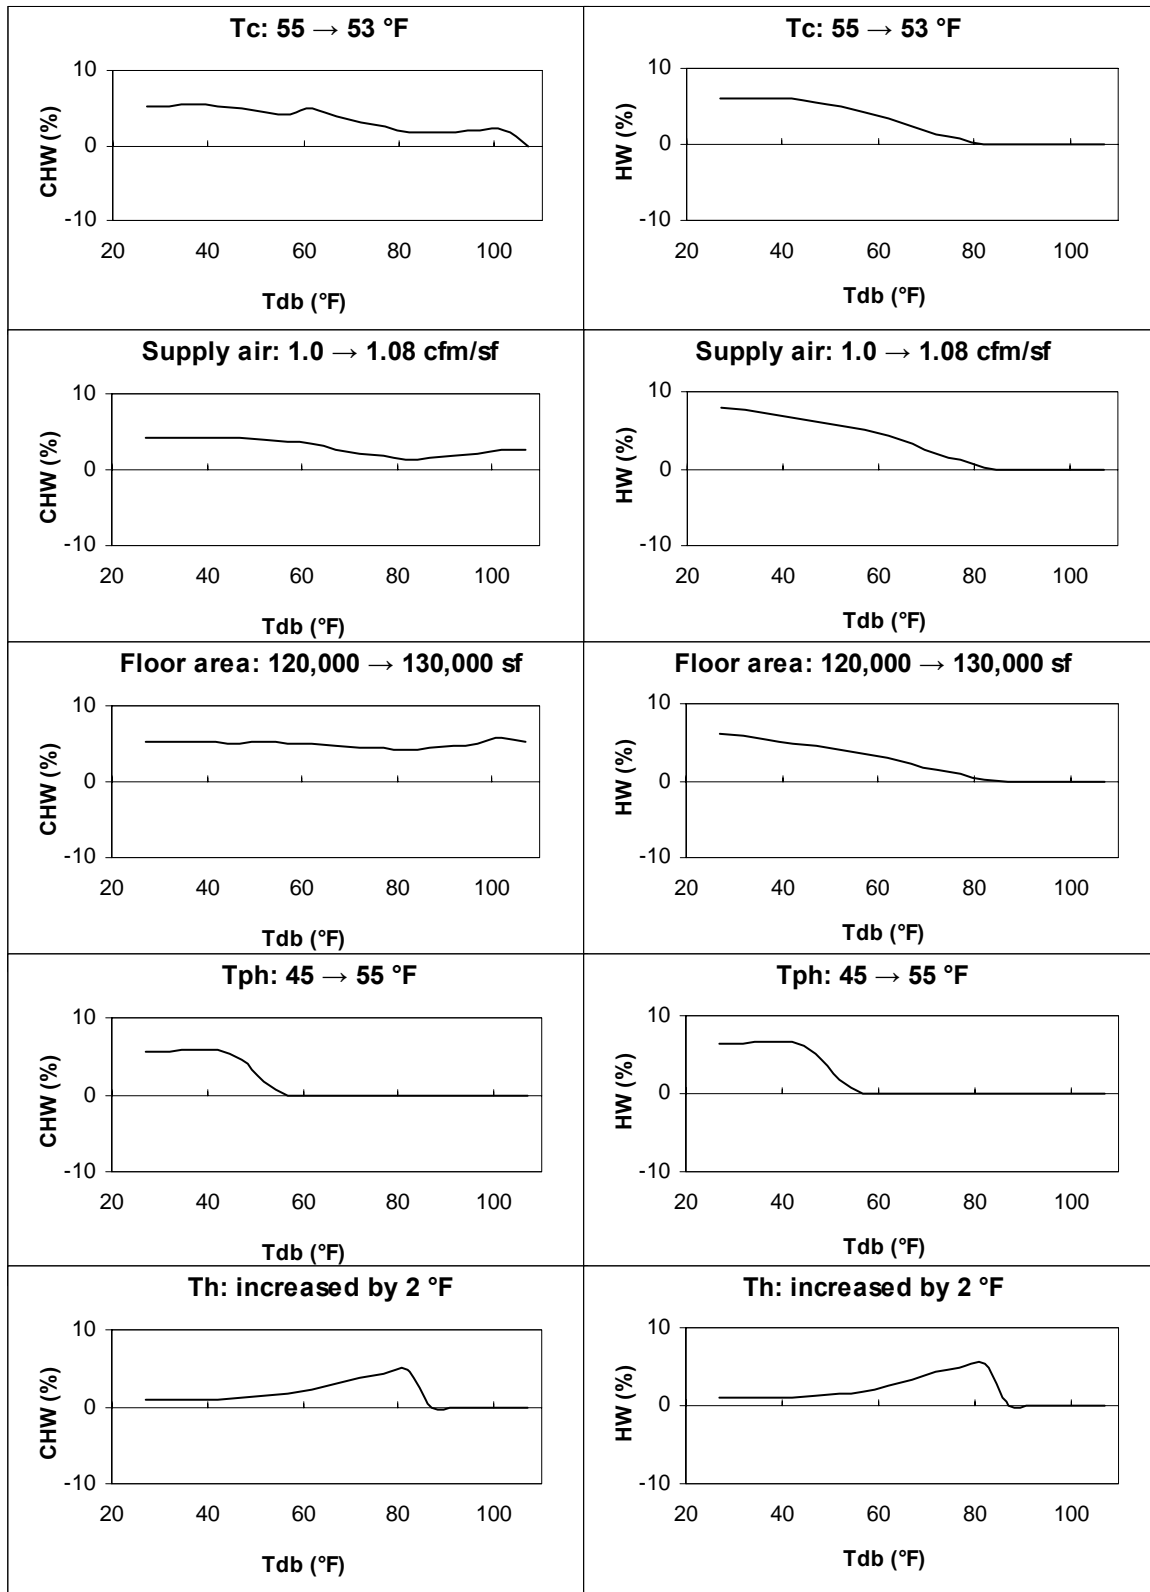 Tc: 55 → 53 °F
10
0
-10
CHW (%)
20 40 60 80 100
Tdb (°F)
Tc: 55 → 53 °F
10
0
-10
HW (%)
20 40 60 80 100
Tdb (°F)
Supply air: 1.0 → 1.08 cfm/sf
10
0
-10
CHW (%)
20 40 60 80 100
Tdb (°F)
Supply air: 1.0 → 1.08 cfm/sf
10
0
-10
HW (%)
20 40 60 80 100
Tdb (°F)
Floor area: 120,000 → 130,000 sf
10
0
-10
CHW (%)
20 40 60 80 100
Tdb (°F)
Floor area: 120,000 → 130,000 sf
10
0
-10
HW (%)
20 40 60 80 100
Tdb (°F)
Tph: 45 → 55 °F
10
0
-10
CHW (%)
20 40 60 80 100
Tdb (°F)
Tph: 45 → 55 °F
10
0
-10
HW (%)
20 40 60 80 100
Tdb (°F)
Th: increased by 2 °F
10
0
-10
CHW (%)
20 40 60 80 100
Tdb (°F)
Th: increased by 2 °F
10
0
-10
HW (%)
20 40 60 80 100
Tdb (°F)